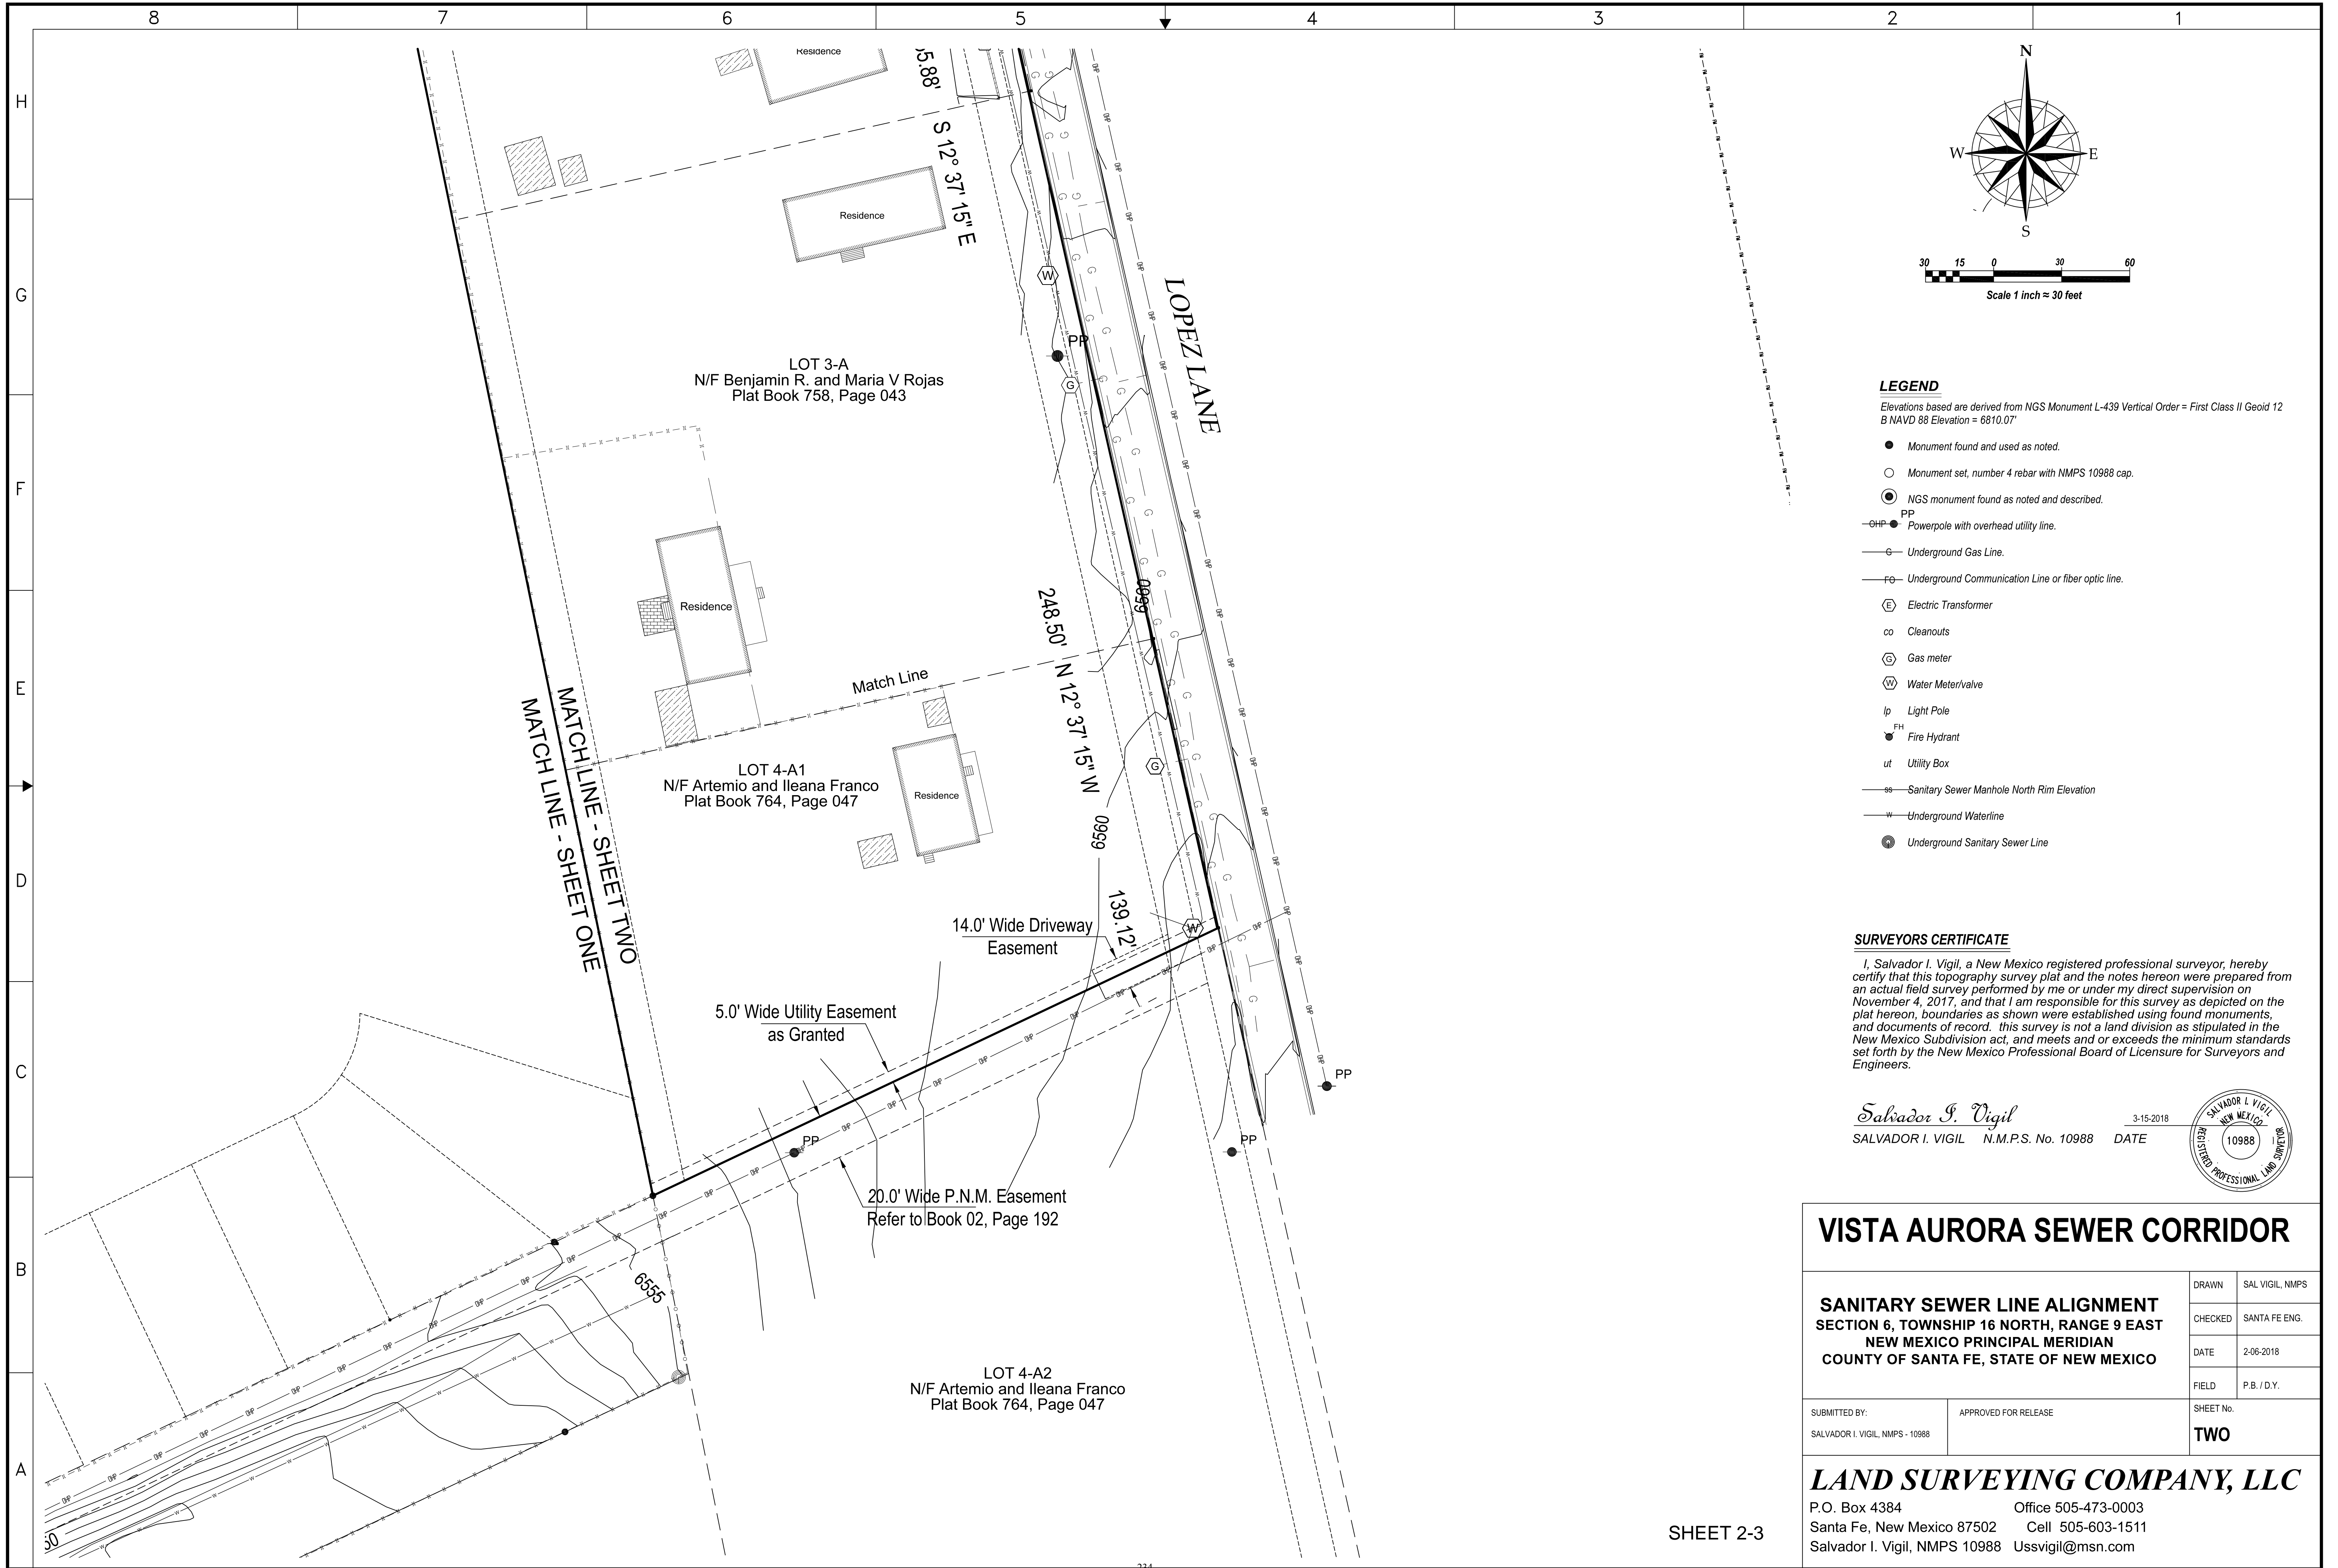 8 7 6 5 4 3 2 1
H
G
F
E
D
C
B
A
Residence
5.88'
S 12° 37' 15" E
Residence
LOPEZ LANE
W
PP
G
LOT 3-A
N/F Benjamin R. and Maria V Rojas
Plat Book 758, Page 043
Residence
6500
248.50' N 12° 37' 15" W
Match Line
MATCH LINE - SHEET TWO
MATCH LINE - SHEET ONE
LOT 4-A1
N/F Artemio and Ileana Franco
Plat Book 764, Page 047
Residence
G
6560
139.12'
W
14.0' Wide Driveway
Easement
5.0' Wide Utility Easement
as Granted
PP
PP
PP
20.0' Wide P.N.M. Easement
Refer to Book 02, Page 192
6555
LOT 4-A2
N/F Artemio and Ileana Franco
Plat Book 764, Page 047
50
SHEET 2-3
N
W E
S
30 15 0 30 60
Scale 1 inch ≈ 30 feet
LEGEND
Elevations based are derived from NGS Monument L-439 Vertical Order = First Class II Geoid 12
B NAVD 88 Elevation = 6810.07'
Monument found and used as noted.
Monument set, number 4 rebar with NMPS 10988 cap.
NGS monument found as noted and described.
PP
OHP Powerpole with overhead utility line.
G Underground Gas Line.
FO Underground Communication Line or fiber optic line.
E Electric Transformer
co Cleanouts
G Gas meter
W Water Meter/valve
lp Light Pole
FH
Fire Hydrant
ut Utility Box
ss Sanitary Sewer Manhole North Rim Elevation
W Underground Waterline
Underground Sanitary Sewer Line
SURVEYORS CERTIFICATE
I, Salvador I. Vigil, a New Mexico registered professional surveyor, hereby
certify that this topography survey plat and the notes hereon were prepared from
an actual field survey performed by me or under my direct supervision on
November 4, 2017, and that I am responsible for this survey as depicted on the
plat hereon, boundaries as shown were established using found monuments,
and documents of record. this survey is not a land division as stipulated in the
New Mexico Subdivision act, and meets and or exceeds the minimum standards
set forth by the New Mexico Professional Board of Licensure for Surveyors and
Engineers.
Salvador I. Vigil
3-15-2018
SALVADOR I. VIGIL N.M.P.S. No. 10988 DATE
SALVADOR I. VIGIL
NEW MEXICO
10988
REGISTERED PROFESSIONAL LAND SURVEYOR
VISTA AURORA SEWER CORRIDOR
SANITARY SEWER LINE ALIGNMENT
SECTION 6, TOWNSHIP 16 NORTH, RANGE 9 EAST
NEW MEXICO PRINCIPAL MERIDIAN
COUNTY OF SANTA FE, STATE OF NEW MEXICO
DRAWN SAL VIGIL, NMPS
CHECKED SANTA FE ENG.
DATE 2-06-2018
FIELD P.B. / D.Y.
SUBMITTED BY:
SALVADOR I. VIGIL, NMPS - 10988
APPROVED FOR RELEASE
SHEET No.
TWO
LAND SURVEYING COMPANY, LLC
P.O. Box 4384 Office 505-473-0003
Santa Fe, New Mexico 87502 Cell 505-603-1511
Salvador I. Vigil, NMPS 10988 Ussvigil@msn.com